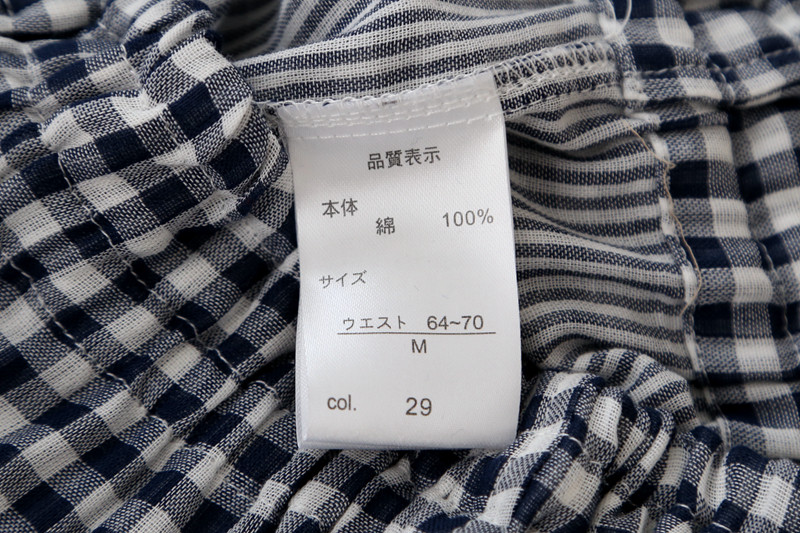 品質表示
本体
綿 100%
サイズ
ウエスト 64~70
M
col. 29